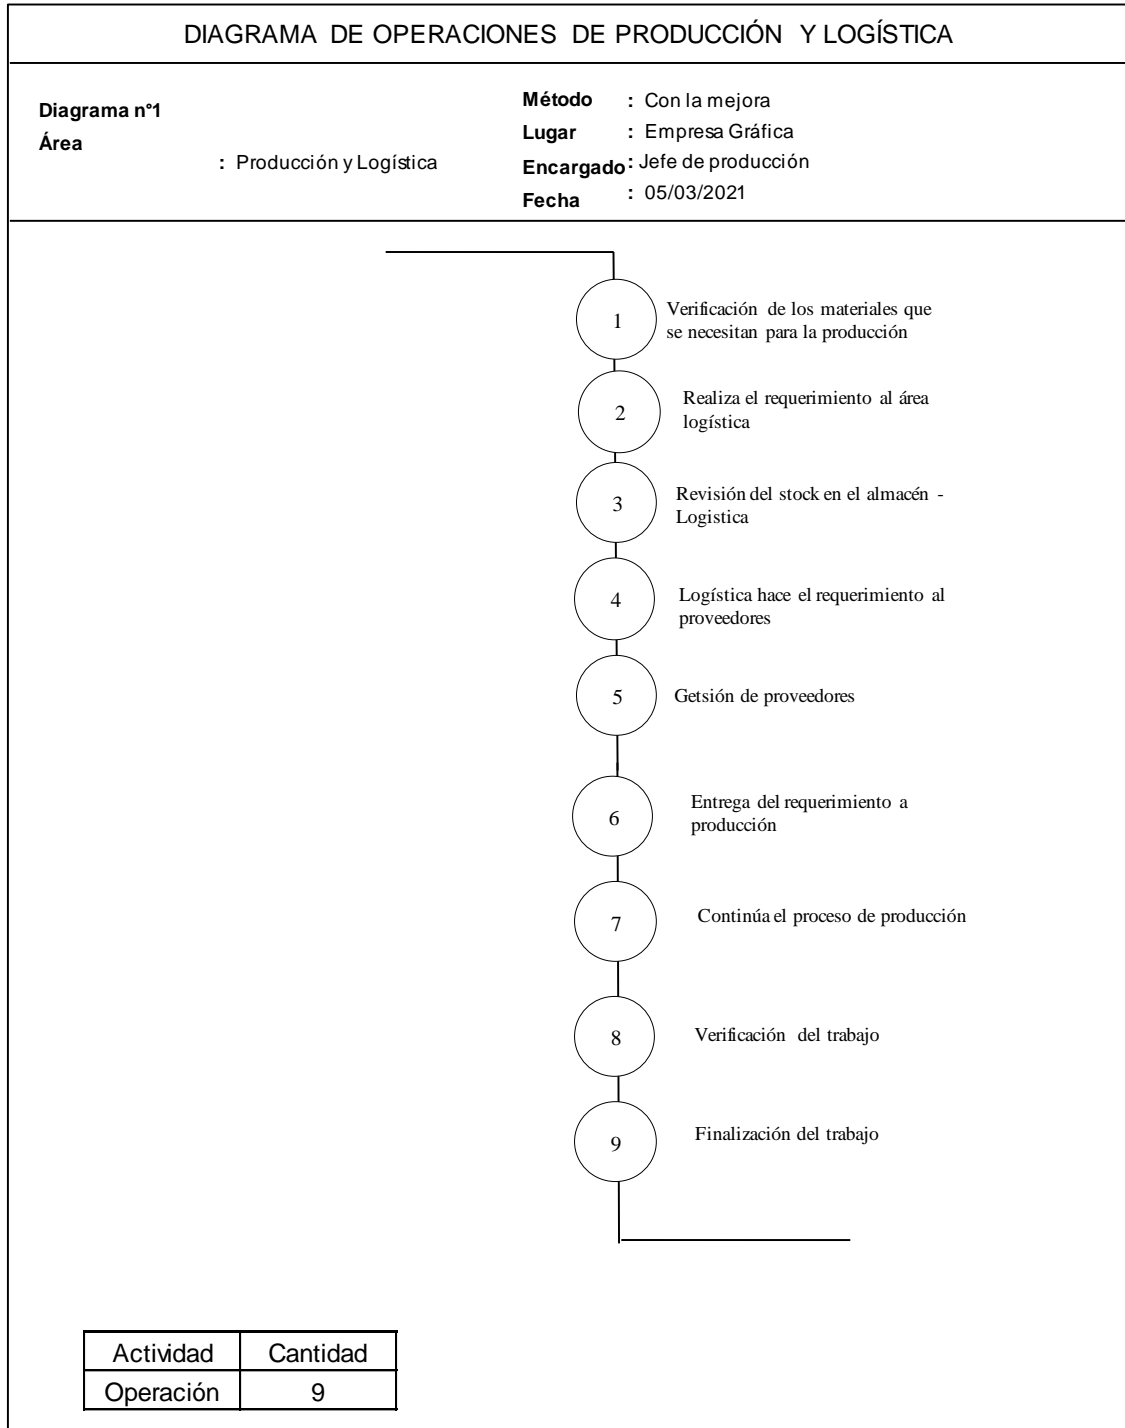 DIAGRAMA DE OPERACIONES DE PRODUCCIÓN Y LOGÍSTICA
Diagrama n°1
Área
: Producción y Logística
Método : Con la mejora
Lugar : Empresa Gráfica
Encargado : Jefe de producción
Fecha : 05/03/2021
1 Verificación de los materiales que
se necesitan para la producción
2 Realiza el requerimiento al área
logística
3 Revisión del stock en el almacén -
Logistica
4 Logística hace el requerimiento al
proveedores
5 Getsión de proveedores
6 Entrega del requerimiento a
producción
7 Continúa el proceso de producción
8 Verificación del trabajo
9 Finalización del trabajo
Actividad Cantidad
Operación 9